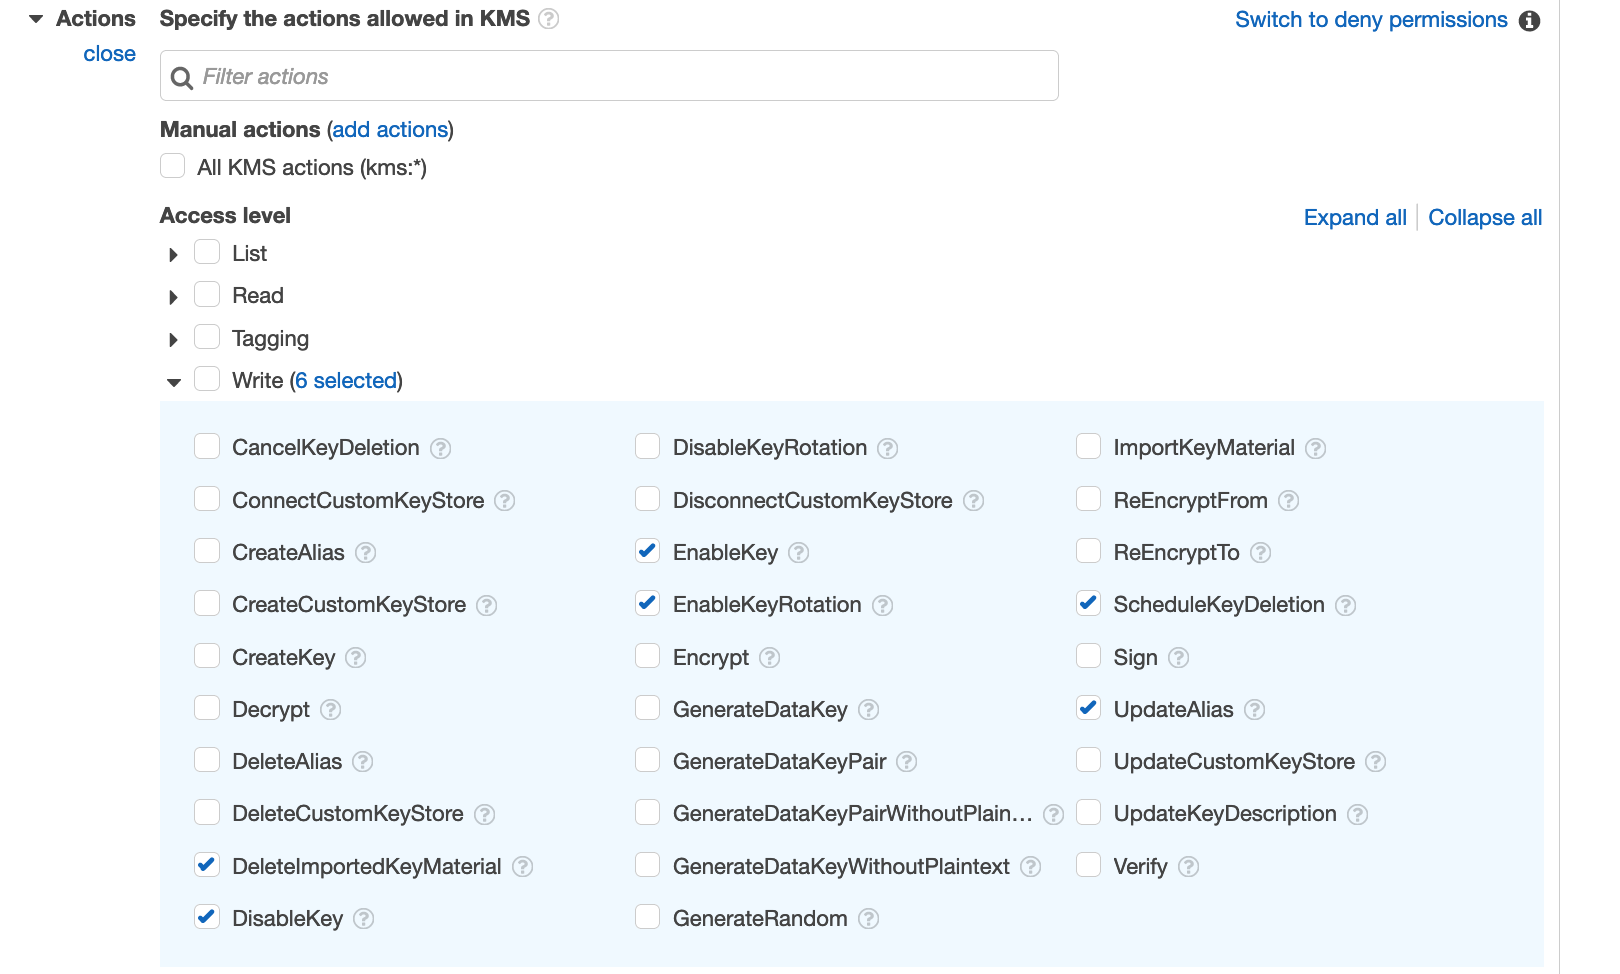 Actions Specify the actions allowed in KMS ? Switch to deny permissions i
close
Filter actions
Manual actions (add actions)
All KMS actions (kms:*)
Access level Expand all Collapse all
List
Read
Tagging
Write (6 selected)
CancelKeyDeletion ? DisableKeyRotation ? ImportKeyMaterial ?
ConnectCustomKeyStore ? DisconnectCustomKeyStore ? ReEncryptFrom ?
CreateAlias ? EnableKey ? ReEncryptTo ?
CreateCustomKeyStore ? EnableKeyRotation ? ScheduleKeyDeletion ?
CreateKey ? Encrypt ? Sign ?
Decrypt ? GenerateDataKey ? UpdateAlias ?
DeleteAlias ? GenerateDataKeyPair ? UpdateCustomKeyStore ?
DeleteCustomKeyStore ? GenerateDataKeyPairWithoutPlain... ? UpdateKeyDescription ?
DeleteImportedKeyMaterial ? GenerateDataKeyWithoutPlaintext ? Verify ?
DisableKey ? GenerateRandom ?